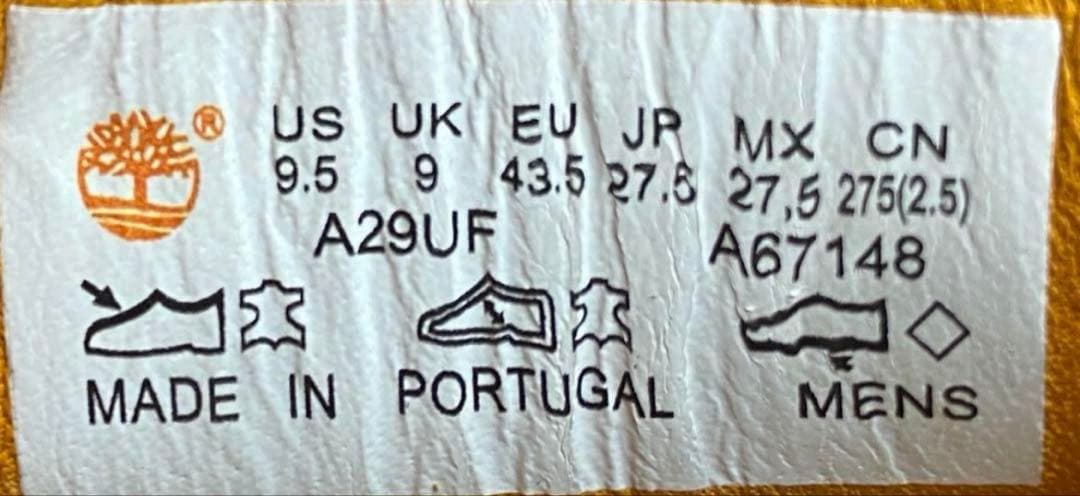 ® US UK EU JP MX CN
9.5 9 43.5 27.5 27,5 275(2.5)
A29UF A67148
MADE IN PORTUGAL MENS